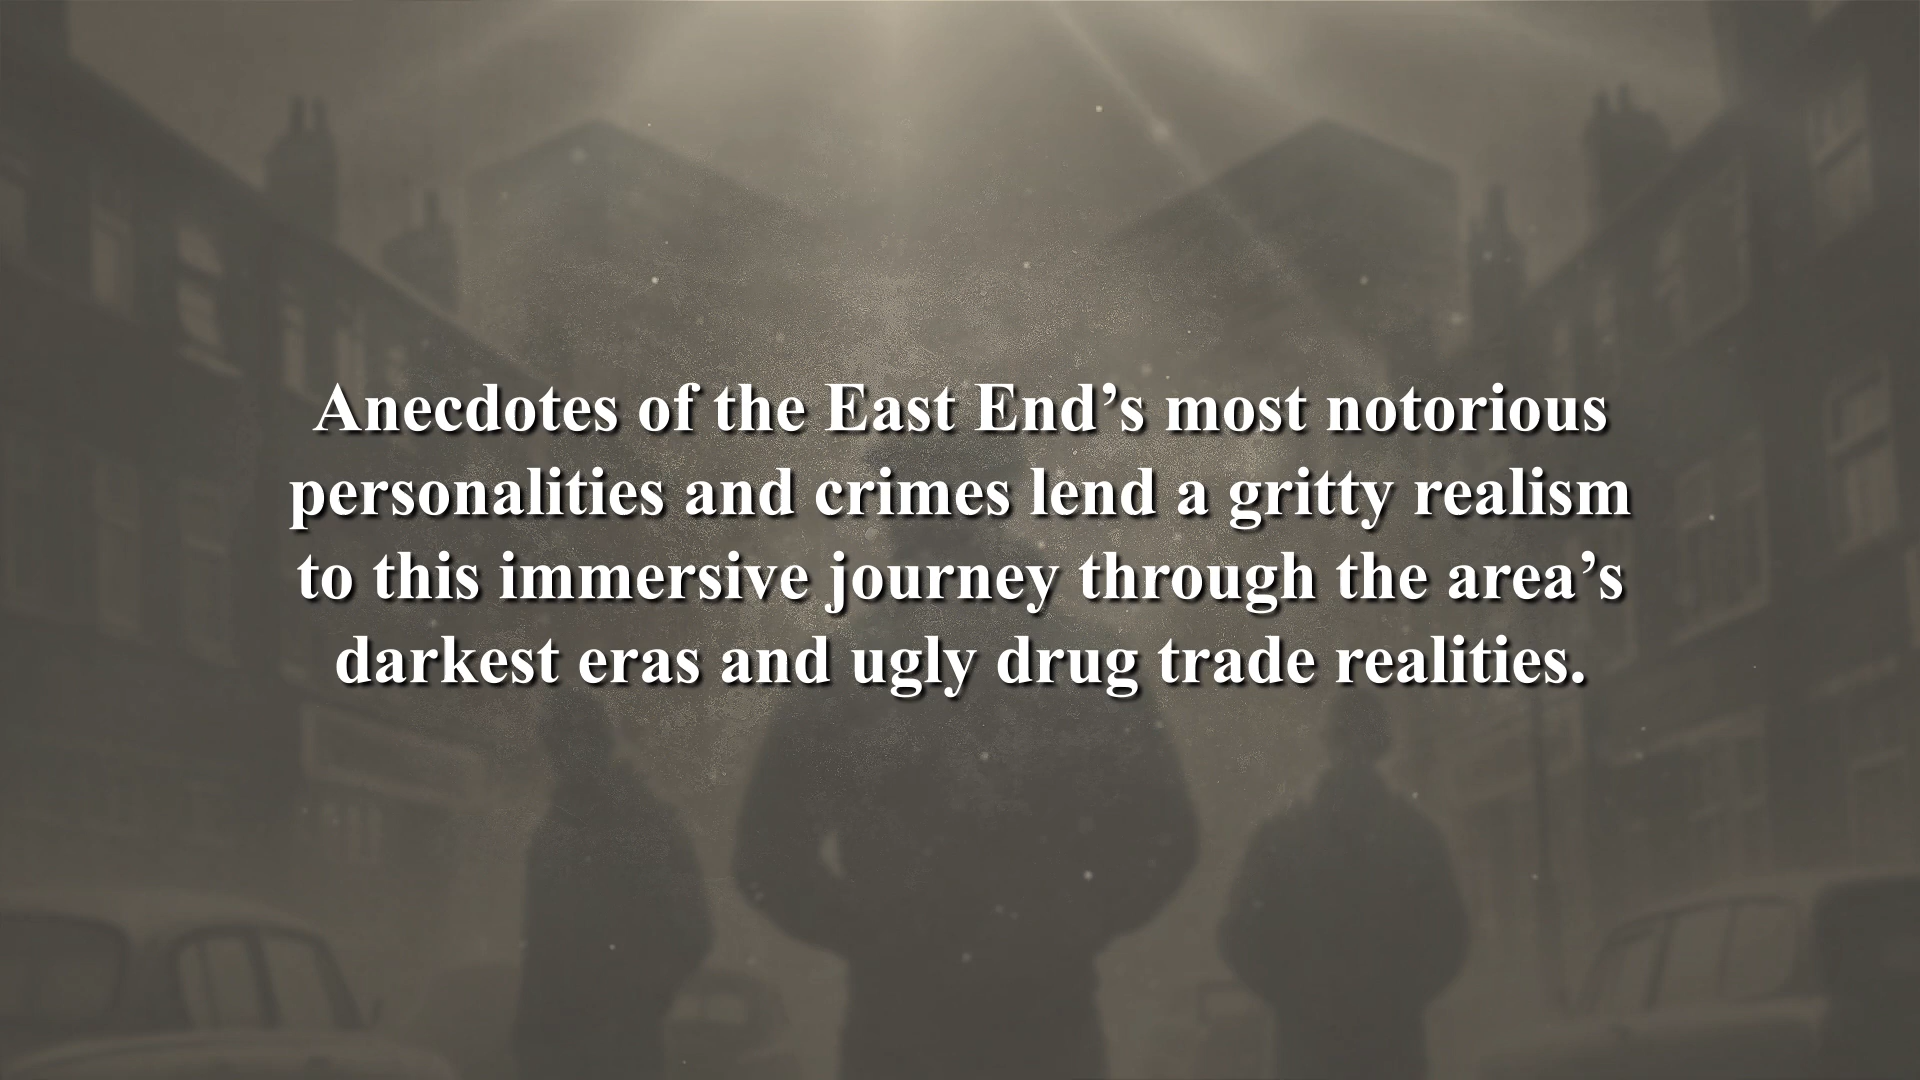 Anecdotes of the East End’s most notorious
personalities and crimes lend a gritty realism
to this immersive journey through the area’s
darkest eras and ugly drug trade realities.